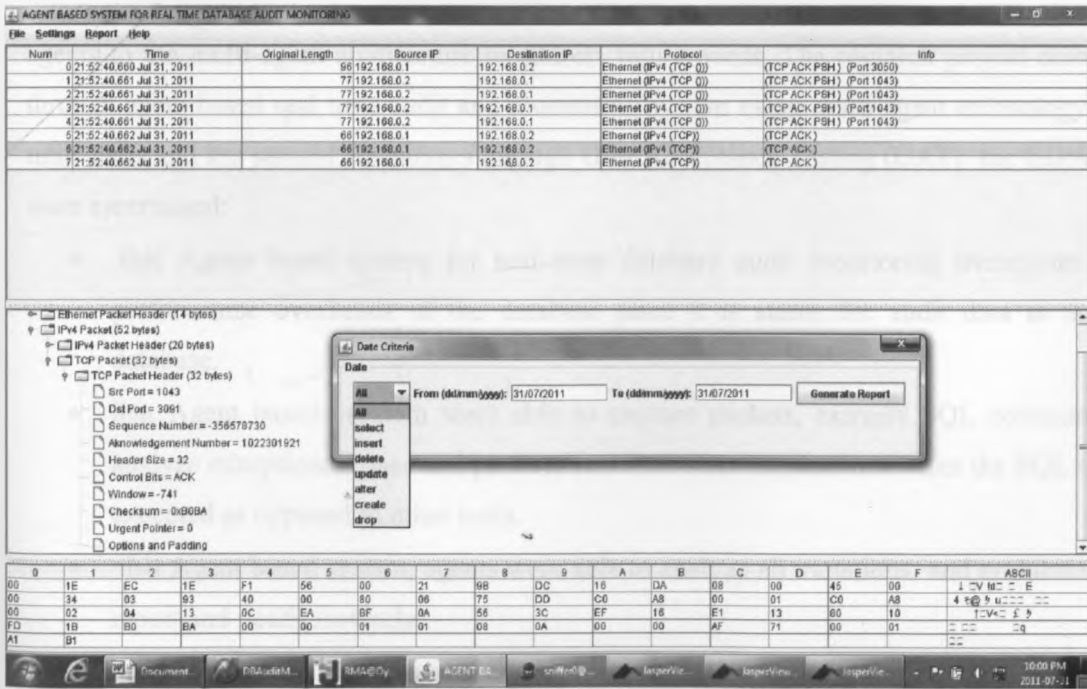 AGENT BASED SYSTEM FOR REAL TIME DATABASE AUDIT MONITORING
File Settings Report Help
Num Time Original Length Source IP Destination IP Protocol Info
0 21:52:40.660 Jul 31, 2011 96 192.168.0.1 192.168.0.2 Ethernet (IPv4 (TCP ())) (TCP ACK PSH ) (Port 3050)
1 21:52:40.661 Jul 31, 2011 77 192.168.0.2 192.168.0.1 Ethernet (IPv4 (TCP ())) (TCP ACK PSH ) (Port 1043)
2 21:52:40.661 Jul 31, 2011 77 192.168.0.2 192.168.0.1 Ethernet (IPv4 (TCP ())) (TCP ACK PSH ) (Port 1043)
3 21:52:40.661 Jul 31, 2011 77 192.168.0.2 192.168.0.1 Ethernet (IPv4 (TCP ())) (TCP ACK PSH ) (Port 1043)
4 21:52:40.661 Jul 31, 2011 77 192.168.0.2 192.168.0.1 Ethernet (IPv4 (TCP ())) (TCP ACK PSH ) (Port 1043)
5 21:52:40.662 Jul 31, 2011 66 192.168.0.1 192.168.0.2 Ethernet (IPv4 (TCP)) (TCP ACK )
6 21:52:40.662 Jul 31, 2011 66 192.168.0.1 192.168.0.2 Ethernet (IPv4 (TCP)) (TCP ACK )
7 21:52:40.662 Jul 31, 2011 66 192.168.0.1 192.168.0.2 Ethernet (IPv4 (TCP)) (TCP ACK )
Ethernet Packet Header (14 bytes)
IPv4 Packet (52 bytes)
IPv4 Packet Header (20 bytes)
TCP Packet (32 bytes)
TCP Packet Header (32 bytes)
Src Port = 1043
Dst Port = 3091
Sequence Number = -356578730
Aknowledgement Number = 1022301921
Header Size = 32
Control Bits = ACK
Window = -741
Checksum = 0xB0BA
Urgent Pointer = 0
Options and Padding
Date Criteria
Date
All From (dd/mm/yyyy): 31/07/2011 To (dd/mm/yyyy): 31/07/2011 Generate Report
All
select
insert
delete
update
alter
create
drop
0 1 2 3 4 5 6 7 8 9 A B C D E F ASCII
00 1E EC 1E F1 56 00 21 9B DC 16 DA 08 00 45 00
00 34 03 93 40 00 80 06 75 DD C0 A8 00 01 C0 A8
00 02 04 13 0C EA BF 0A 56 3C EF 16 E1 13 00 10
FD 1B B0 BA 00 00 01 01 08 0A 00 00 AF 71 00 01
A1 B1
Document... DBAuditM... RMA@Oy... AGENT BA... sniffer0@... JasperVie... JasperView... JasperVie... 10:00 PM
2011-07-31